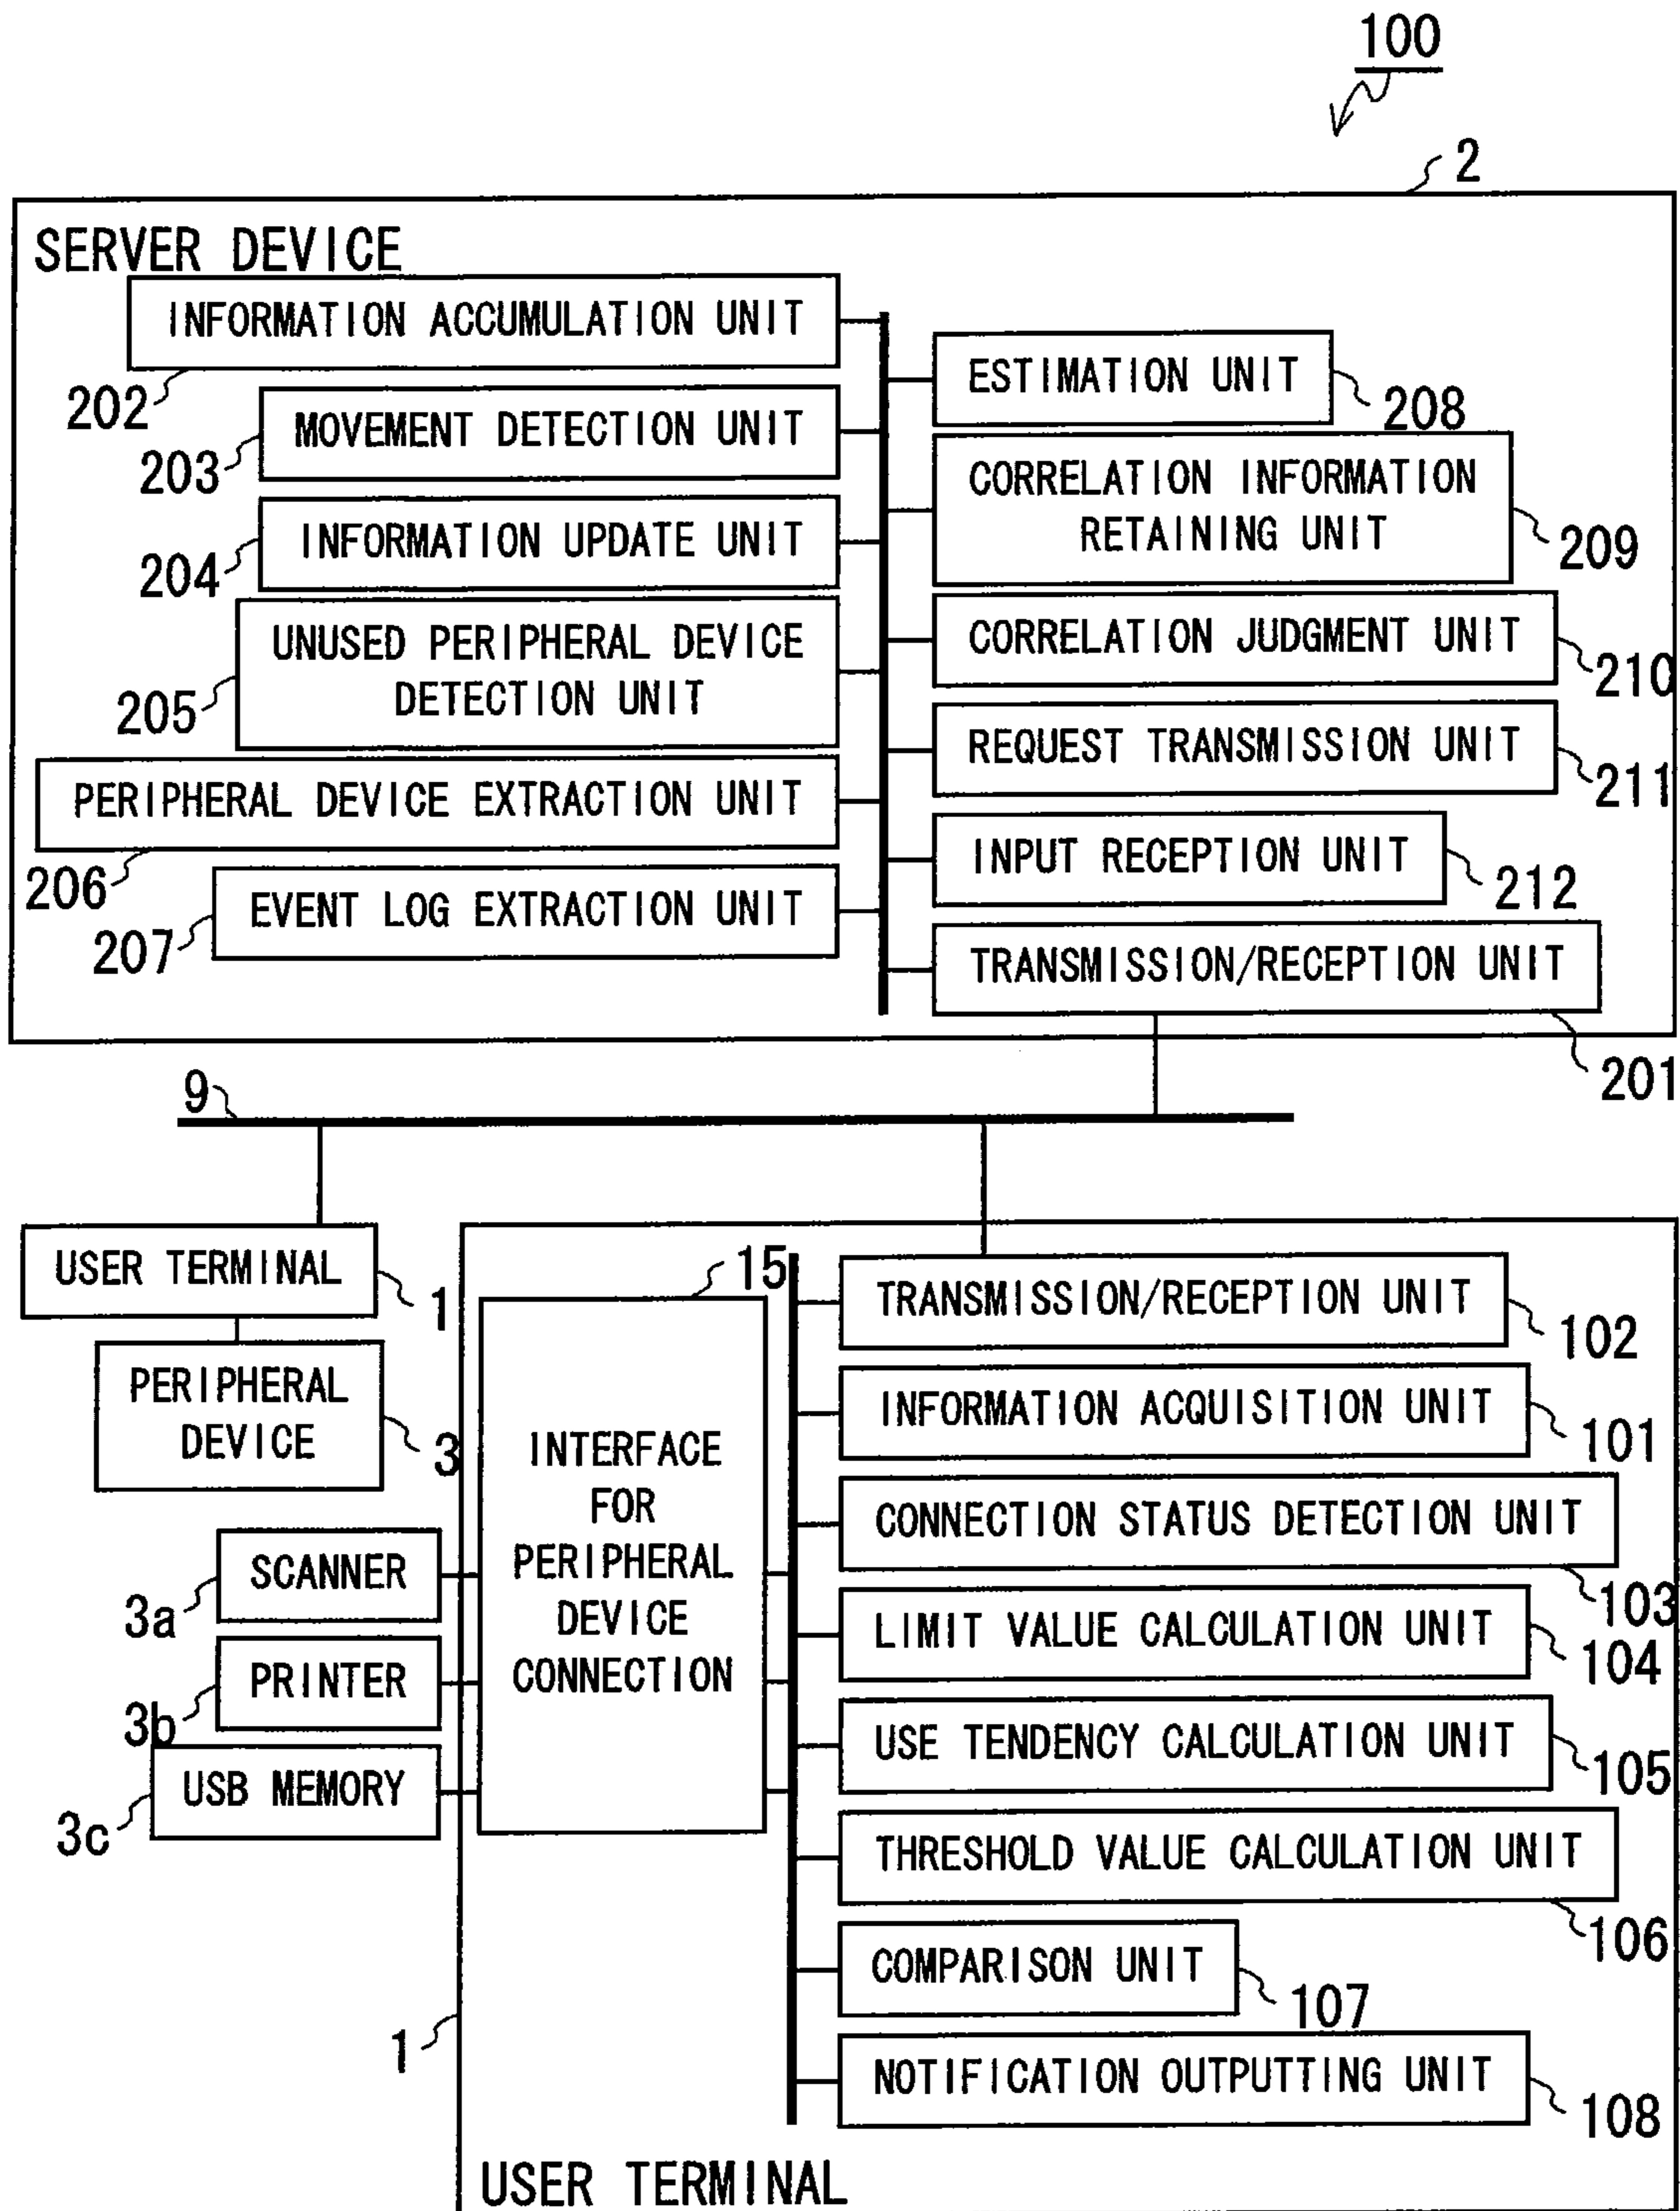 100
2
SERVER DEVICE
INFORMATION ACCUMULATION UNIT
202
MOVEMENT DETECTION UNIT
203
INFORMATION UPDATE UNIT
204
UNUSED PERIPHERAL DEVICE
DETECTION UNIT
205
PERIPHERAL DEVICE EXTRACTION UNIT
206
EVENT LOG EXTRACTION UNIT
207
ESTIMATION UNIT
208
CORRELATION INFORMATION
RETAINING UNIT
209
CORRELATION JUDGMENT UNIT
210
REQUEST TRANSMISSION UNIT
211
INPUT RECEPTION UNIT
212
TRANSMISSION/RECEPTION UNIT
201
9
USER TERMINAL
1
PERIPHERAL
DEVICE
3
SCANNER
3a
PRINTER
3b
USB MEMORY
3c
15
INTERFACE
FOR
PERIPHERAL
DEVICE
CONNECTION
TRANSMISSION/RECEPTION UNIT
102
INFORMATION ACQUISITION UNIT
101
CONNECTION STATUS DETECTION UNIT
103
LIMIT VALUE CALCULATION UNIT
104
USE TENDENCY CALCULATION UNIT
105
THRESHOLD VALUE CALCULATION UNIT
106
COMPARISON UNIT
107
NOTIFICATION OUTPUTTING UNIT
108
1
USER TERMINAL